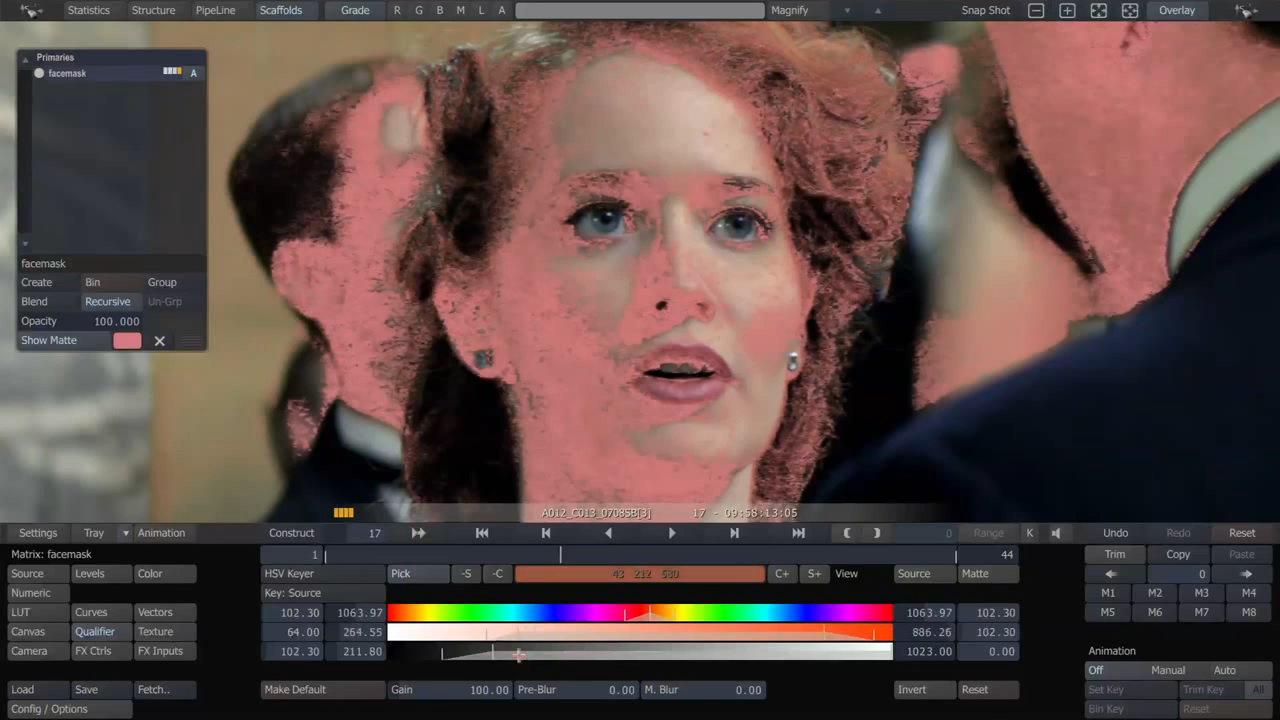 Statistics Structure PipeLine Scaffolds Grade R G B M L A Magnify Snap Shot Overlay
Primaries
facemask A
facemask
Create Bin Group
Blend Recursive Un-Grp
Opacity 100.000
Show Matte
A012_C013_0708SB[3] 17 - 09:58:13:05
Settings Tray Animation Construct 17 0 Range K Undo Redo Reset
Matrix: facemask 1 44 Trim Copy Paste
Source Levels Color HSV Keyer Pick -S -C 43 212 580 C+ S+ View Source Matte 0
Numeric Key: Source M1 M2 M3 M4
LUT Curves Vectors 102.30 1063.97 1063.97 102.30 M5 M6 M7 M8
Canvas Qualifier Texture 64.00 264.55 886.26 102.30
Camera FX Ctrls FX Inputs 102.30 211.80 1023.00 0.00 Animation
Off Manual Auto
Load Save Fetch.. Make Default Gain 100.00 Pre-Blur 0.00 M. Blur 0.00 Invert Reset Set Key Trim Key All
Config / Options Bin Key Reset